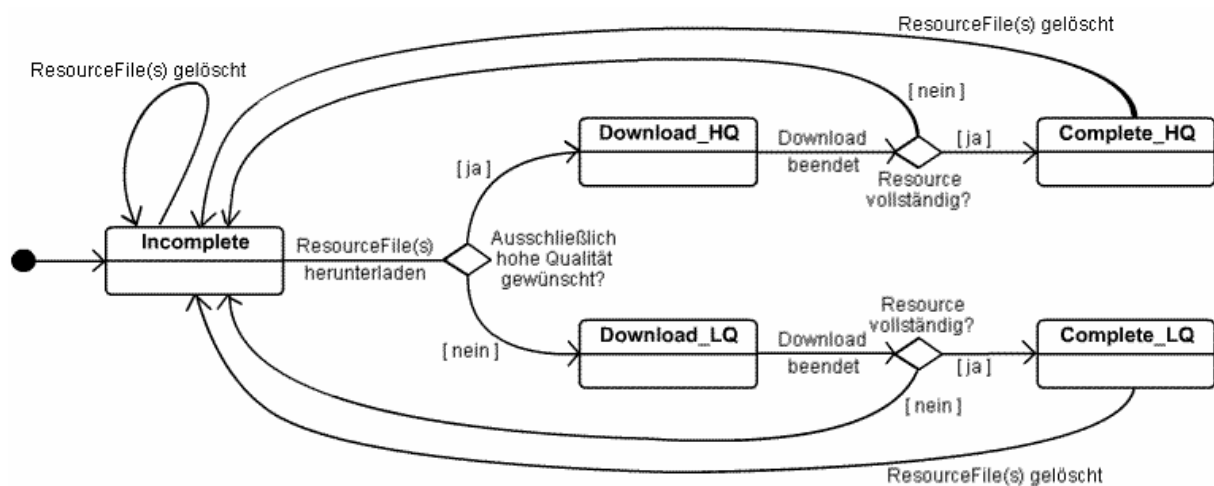 ResourceFile(s) gelöscht
ResourceFile(s) gelöscht
[ nein ]
Download_HQ
Download
beendet
[ ja ]
Complete_HQ
[ ja ]
Resource
vollständig?
Incomplete
ResourceFile(s)
herunterladen
Ausschließlich
hohe Qualität
gewünscht?
Resource
vollständig?
[ nein ]
Download_LQ
Download
beendet
[ ja ]
Complete_LQ
[ nein ]
ResourceFile(s) gelöscht